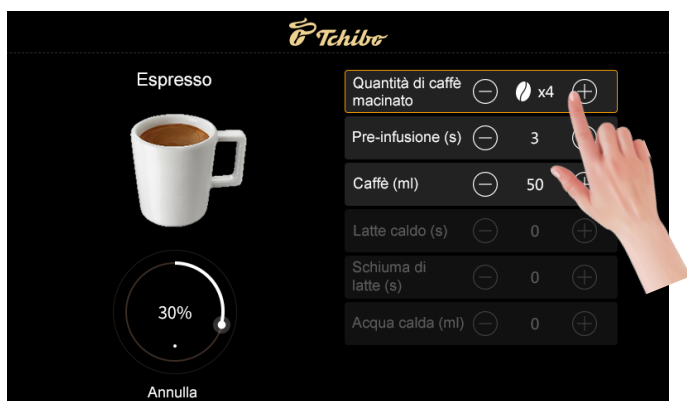 Tchibo
Espresso
Quantità di caffè
macinato
x4
Pre-infusione (s)
3
Caffè (ml)
50
Latte caldo (s)
0
Schiuma di
latte (s)
0
Acqua calda (ml)
0
30%
Annulla